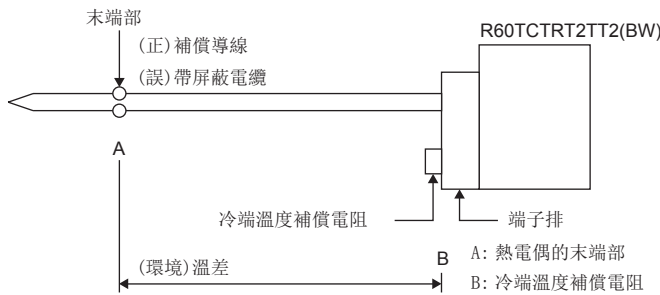 末端部
R60TCTRT2TT2(BW)
(正)補償導線
(誤)帶屏蔽電纜
A
冷端溫度補償電阻
端子排
B
A: 熱電偶的末端部
(環境)溫差
B: 冷端溫度補償電阻